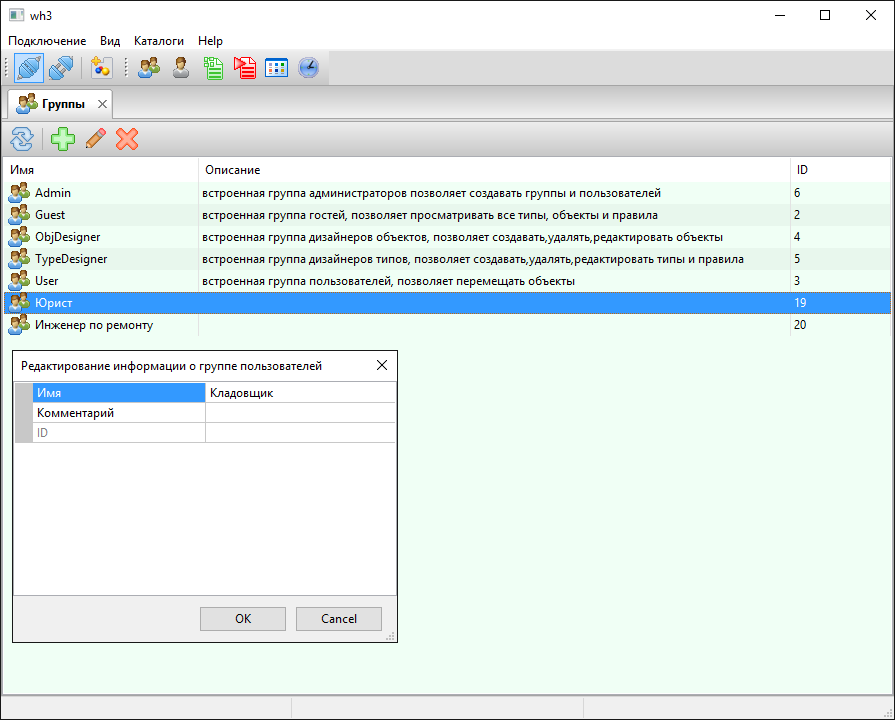 wh3
Подключение Вид Каталоги Help
Группы
Имя Описание ID
Admin встроенная группа администраторов позволяет создавать группы и пользователей 6
Guest встроенная группа гостей, позволяет просматривать все типы, объекты и правила 2
ObjDesigner встроенная группа дизайнеров объектов, позволяет создавать,удалять,редактировать объекты 4
TypeDesigner встроенная группа дизайнеров типов, позволяет создавать,удалять,редактировать типы и правила 5
User встроенная группа пользователей, позволяет перемещать объекты 3
Юрист 19
Инженер по ремонту 20
Редактирование информации о группе пользователей
Имя Кладовщик
Комментарий
ID
OK Cancel